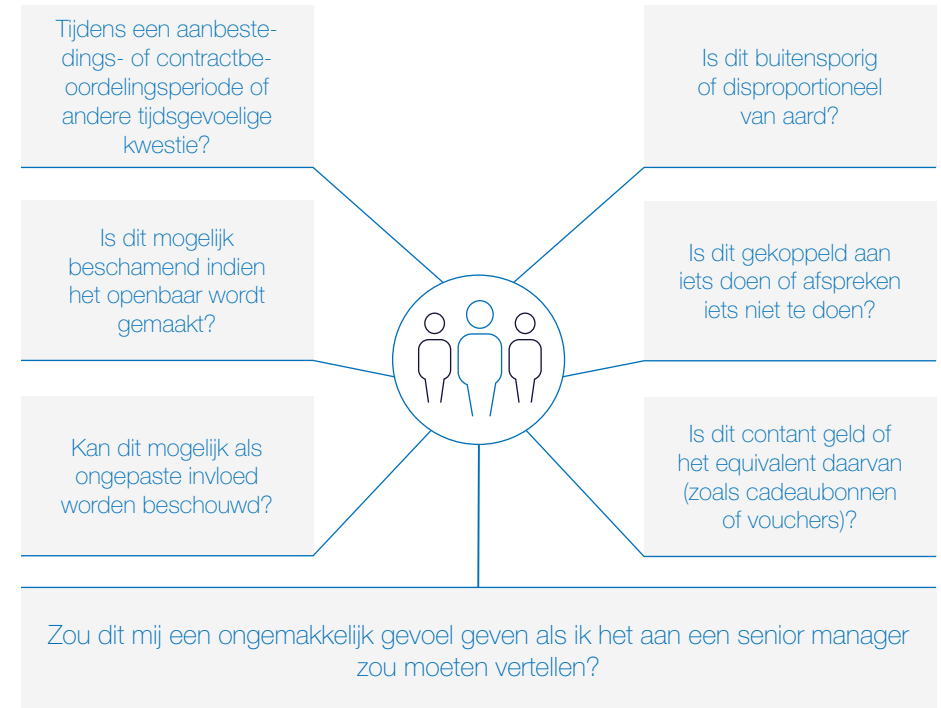 Tijdens een aanbeste-
dings- of contractbe-
oordelingsperiode of
andere tijdsgevoelige
kwestie?
Is dit buitensporig
of disproportioneel
van aard?
Is dit mogelijk
beschamend indien
het openbaar wordt
gemaakt?
Is dit gekoppeld aan
iets doen of afspreken
iets niet te doen?
Kan dit mogelijk als
ongepaste invloed
worden beschouwd?
Is dit contant geld of
het equivalent daarvan
(zoals cadeaubonnen
of vouchers)?
Zou dit mij een ongemakkelijk gevoel geven als ik het aan een senior manager
zou moeten vertellen?